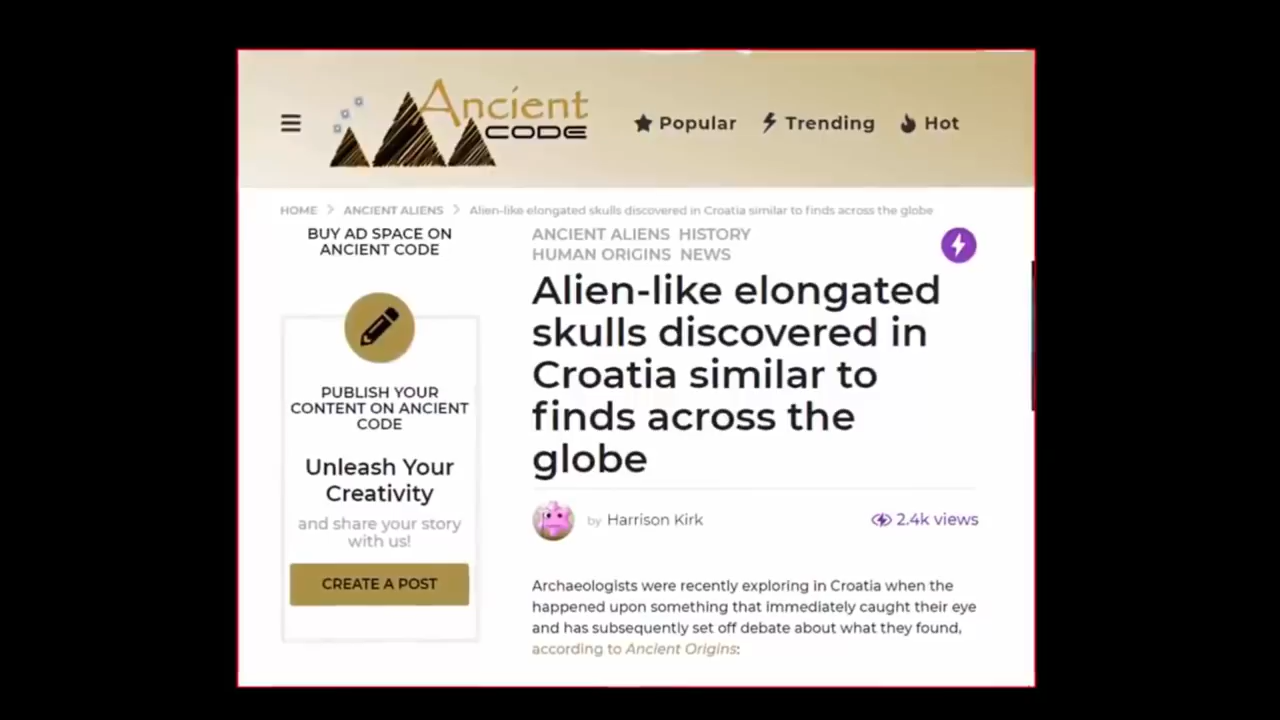 Ancient
CODE
Popular
Trending
Hot
HOME > ANCIENT ALIENS > Alien-like elongated skulls discovered in Croatia similar to finds across the globe
BUY AD SPACE ON
ANCIENT CODE
PUBLISH YOUR
CONTENT ON ANCIENT
CODE
Unleash Your
Creativity
and share your story
with us!
CREATE A POST
ANCIENT ALIENS HISTORY
HUMAN ORIGINS NEWS
Alien-like elongated
skulls discovered in
Croatia similar to
finds across the
globe
by Harrison Kirk
2.4k views
Archaeologists were recently exploring in Croatia when the
happened upon something that immediately caught their eye
and has subsequently set off debate about what they found,
according to Ancient Origins: